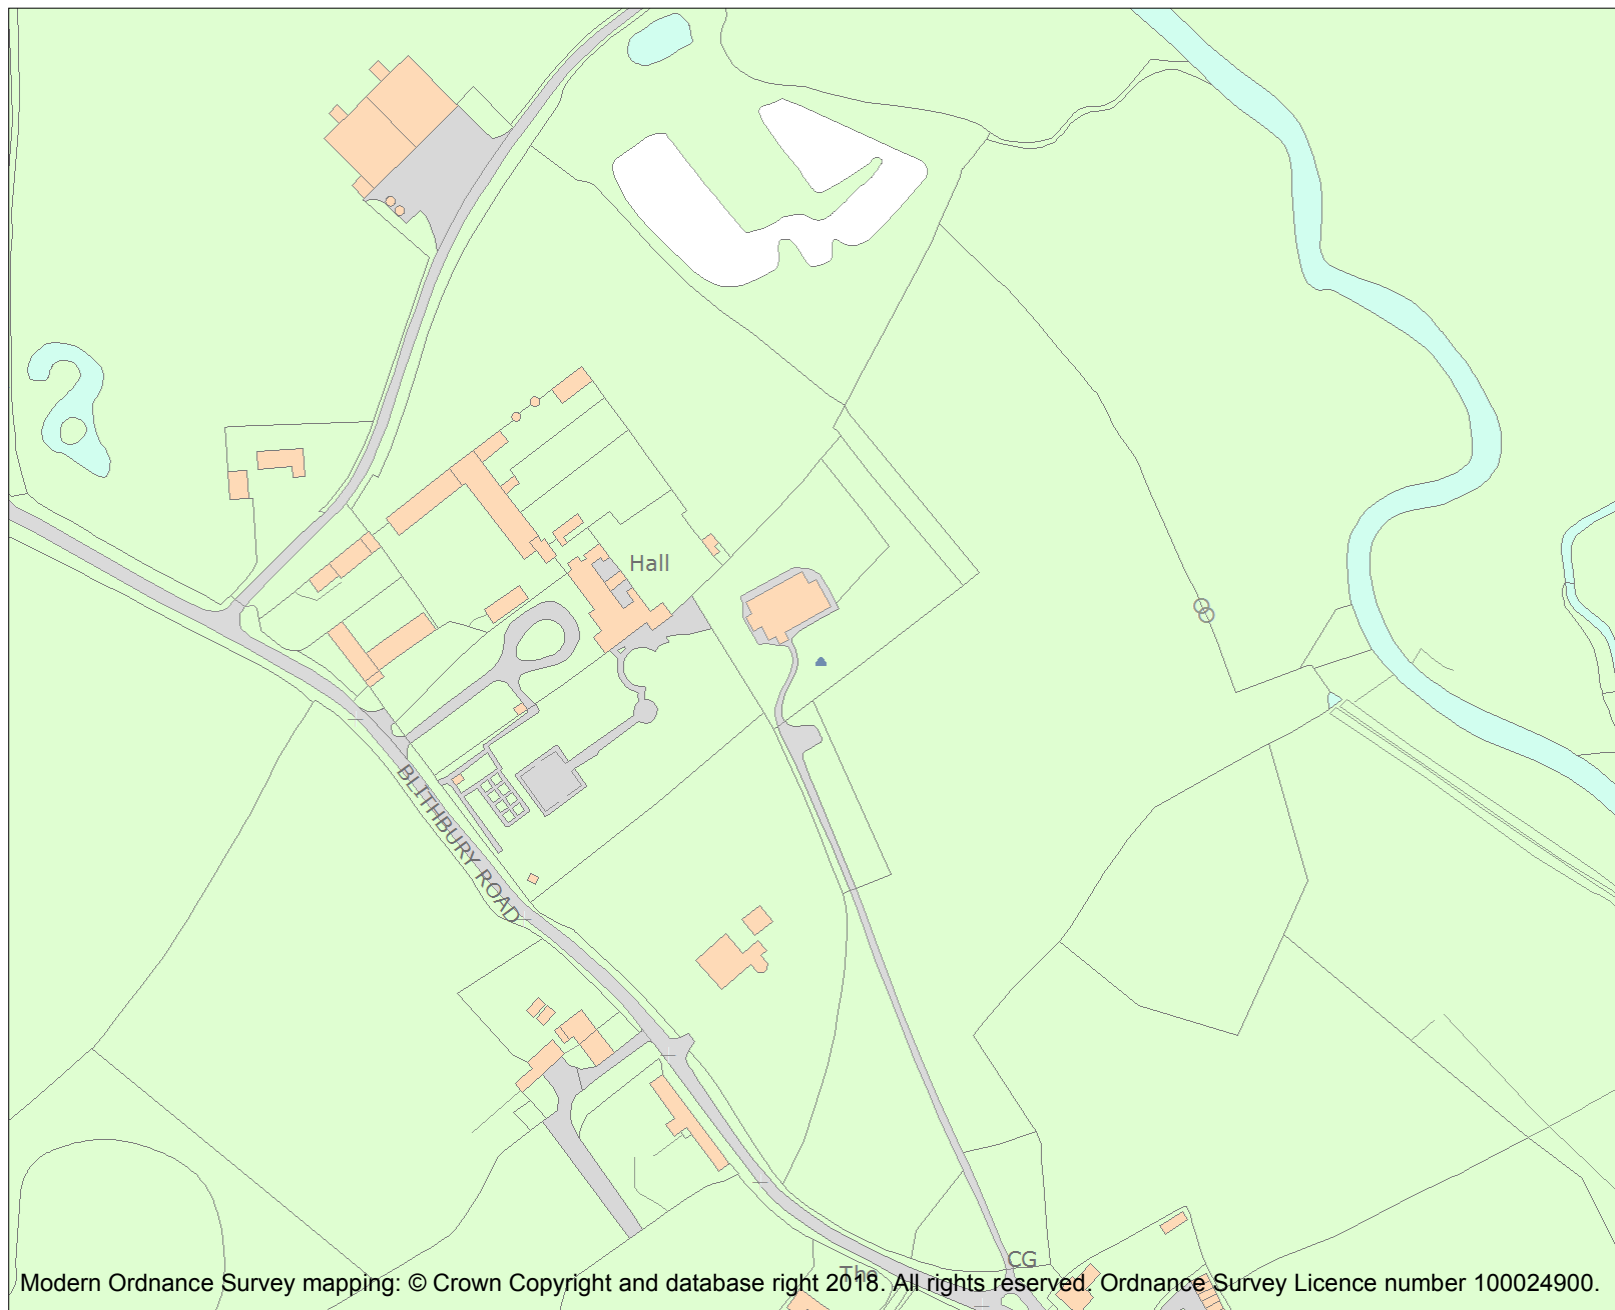 Hall
BLITHBURY ROAD
CG
The
Modern Ordnance Survey mapping: © Crown Copyright and database right 2018. All rights reserved. Ordnance Survey Licence number 100024900.